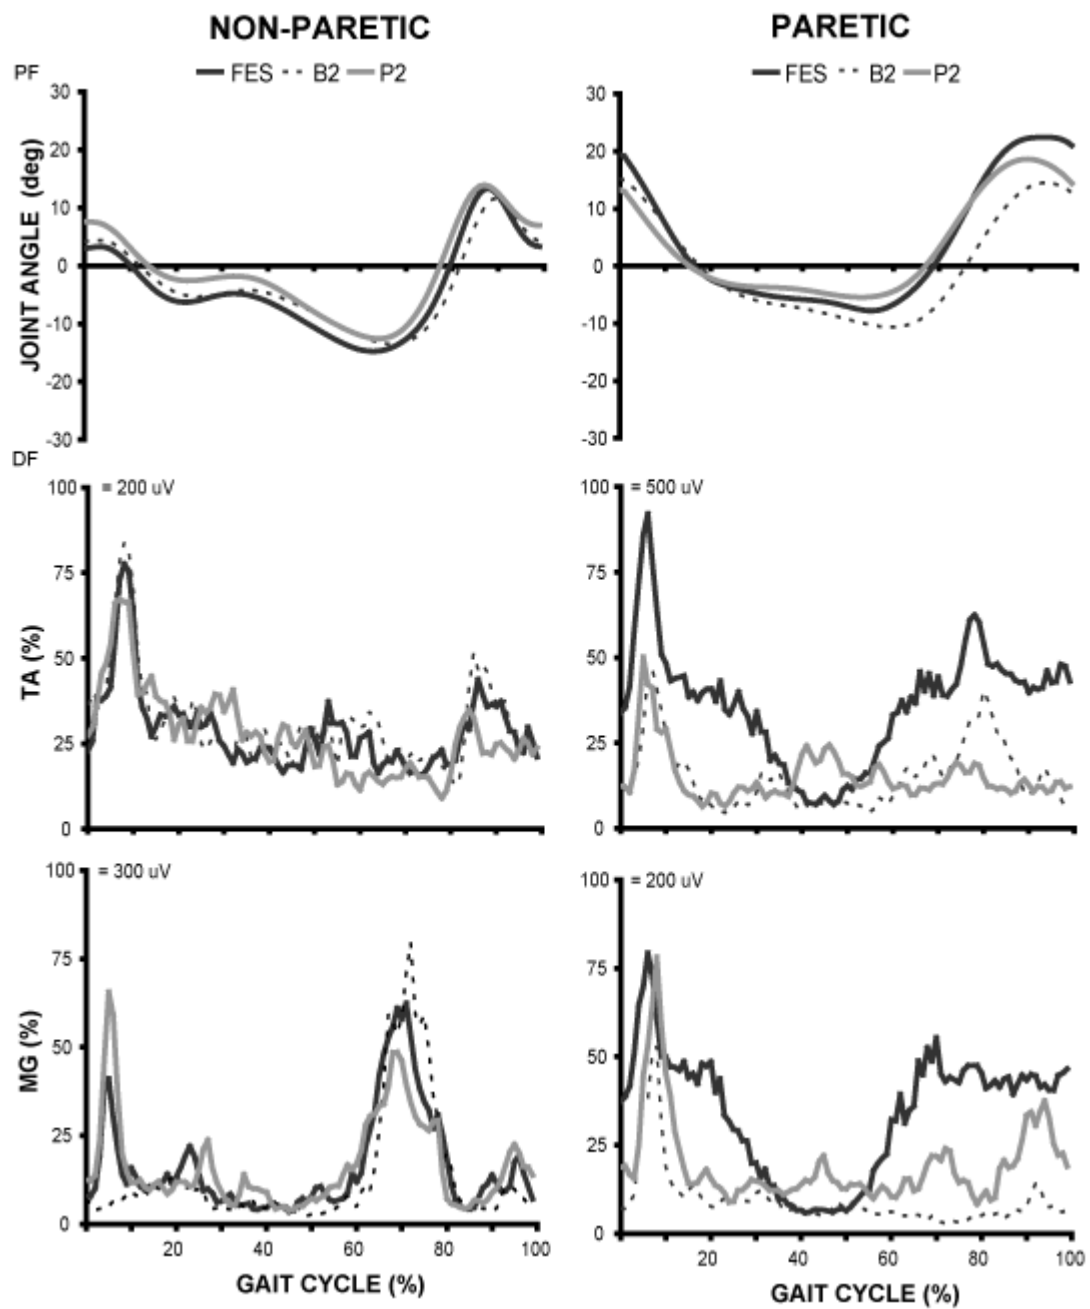 NON-PARETIC
PARETIC
PF
FES B2 P2
FES B2 P2
JOINT ANGLE (deg)
30
20
10
0
-10
-20
-30
30
20
10
0
-10
-20
-30
DF
TA (%)
100
= 200 uV
75
50
25
0
100
= 500 uV
75
50
25
0
MG (%)
100
= 300 uV
75
50
25
0
20 40 60 80 100
GAIT CYCLE (%)
100
= 200 uV
75
50
25
0
20 40 60 80 100
GAIT CYCLE (%)